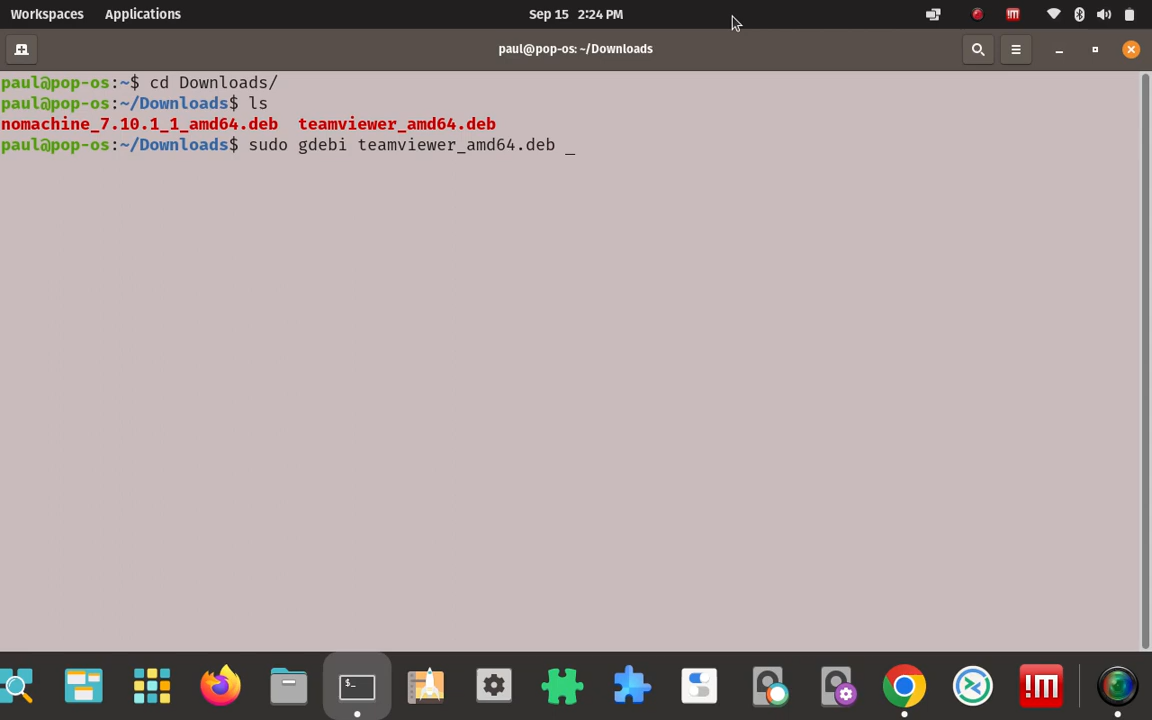 Workspaces Applications Sep 15 2:24 PM !M
paul@pop-os: ~/Downloads
paul@pop-os:~$ cd Downloads/
paul@pop-os:~/Downloads$ ls
nomachine_7.10.1_1_amd64.deb teamviewer_amd64.deb
paul@pop-os:~/Downloads$ sudo gdebi teamviewer_amd64.deb _
$_ !M